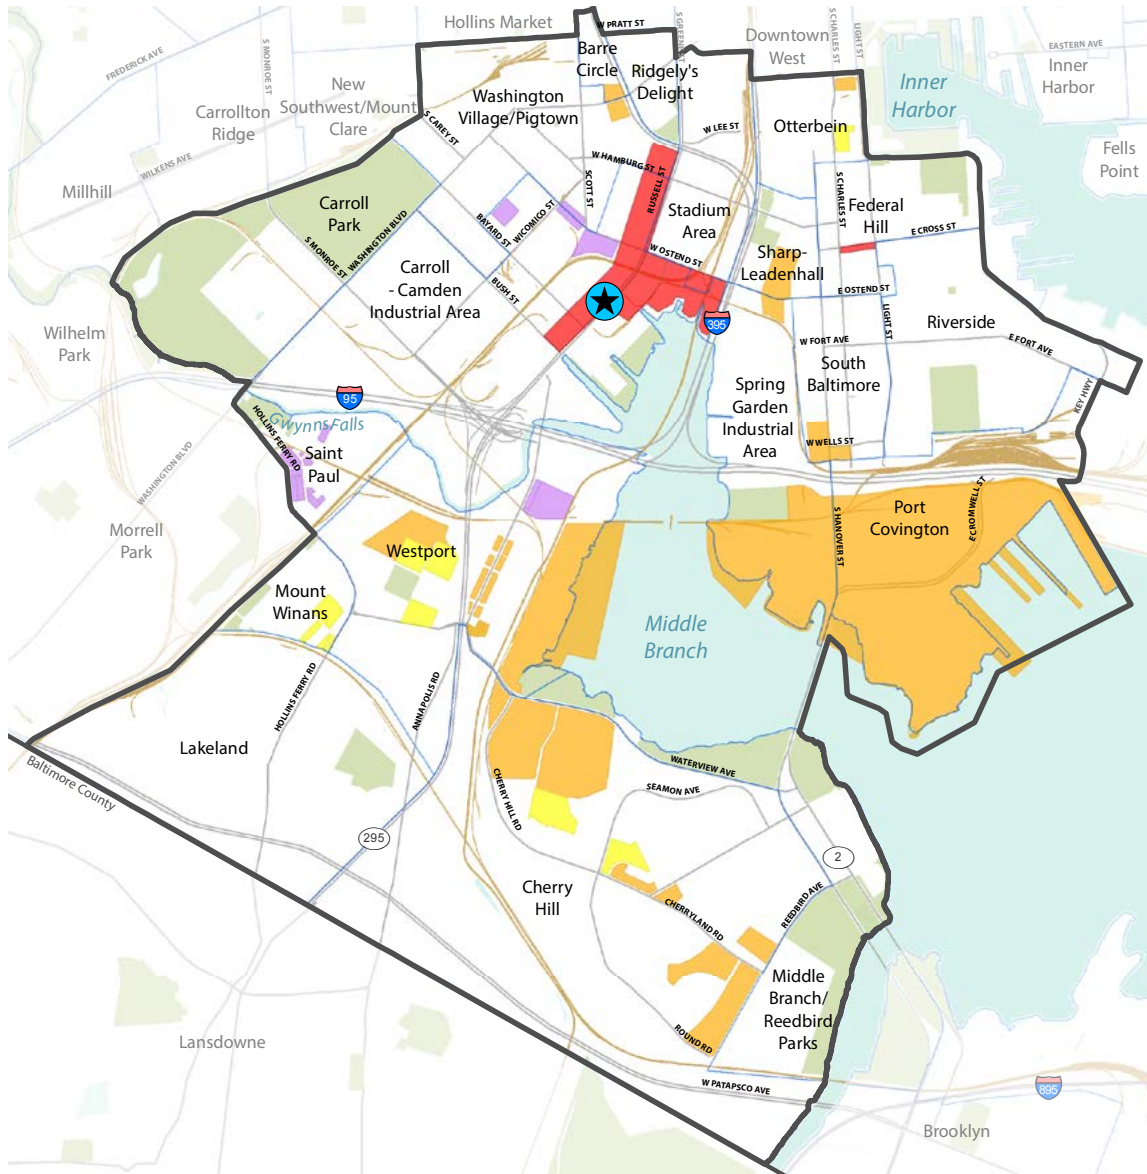 Hollins Market
W PRATT ST
S GREENE ST
Downtown
West
S CHARLES ST
LIGHT ST
EASTERN AVE
Inner
Harbor
FREDERICK AVE
S MONROE ST
Barre
Circle
Ridgely's
Delight
Inner
Harbor
New
Southwest/Mount
Clare
Carrollton
Ridge
Washington
Village/Pigtown
S CAREY ST
W LEE ST
Otterbein
Fells
Point
WILKENS AVE
Millhill
W HAMBURG ST
SCOTT ST
RUSSELL ST
S CHARLES ST
Carroll
Park
WASHINGTON BLVD
S MONROE ST
BAYARD ST
WICOMICO ST
Stadium
Area
Federal
Hill
E CROSS ST
W OSTEND ST
Sharp-
Leadenhall
Carroll
- Camden
Industrial Area
BUSH ST
E OSTEND ST
LIGHT ST
395
Riverside
Wilhelm
Park
W FORT AVE
E FORT AVE
South
Baltimore
KEY HWY
95
Spring
Garden
Industrial
Area
Gwynns Falls
HOLLINS FERRY RD
W WELLS ST
WASHINGTON BLVD
Saint
Paul
Morrell
Park
S HANOVER ST
Port
Covington
E CROMWELL ST
Westport
Mount
Winans
Middle
Branch
HOLLINS FERRY RD
ANNAPOLIS RD
Lakeland
Baltimore County
WATERVIEW AVE
CHERRY HILL RD
SEAMON AVE
295
2
Cherry
Hill
REEDBIRD AVE
CHERRYLAND RD
Middle
Branch/
Reedbird
Parks
ROUND RD
Lansdowne
W PATAPSCO AVE
895
Brooklyn